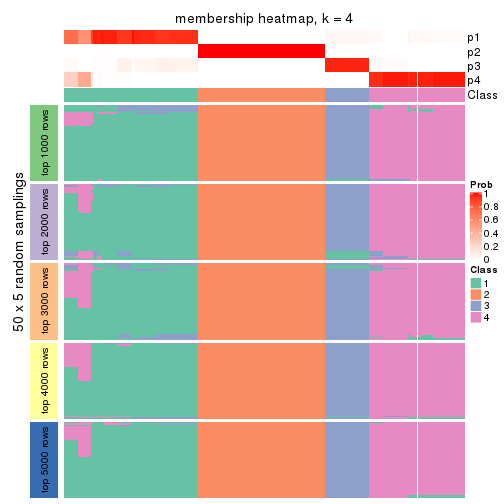 membership heatmap, k = 4
p1
p2
p3
p4
Class
50 x 5 random samplings
top 1000 rows
top 2000 rows
top 3000 rows
top 4000 rows
top 5000 rows
Prob
1
0.8
0.6
0.4
0.2
0
Class
1
2
3
4